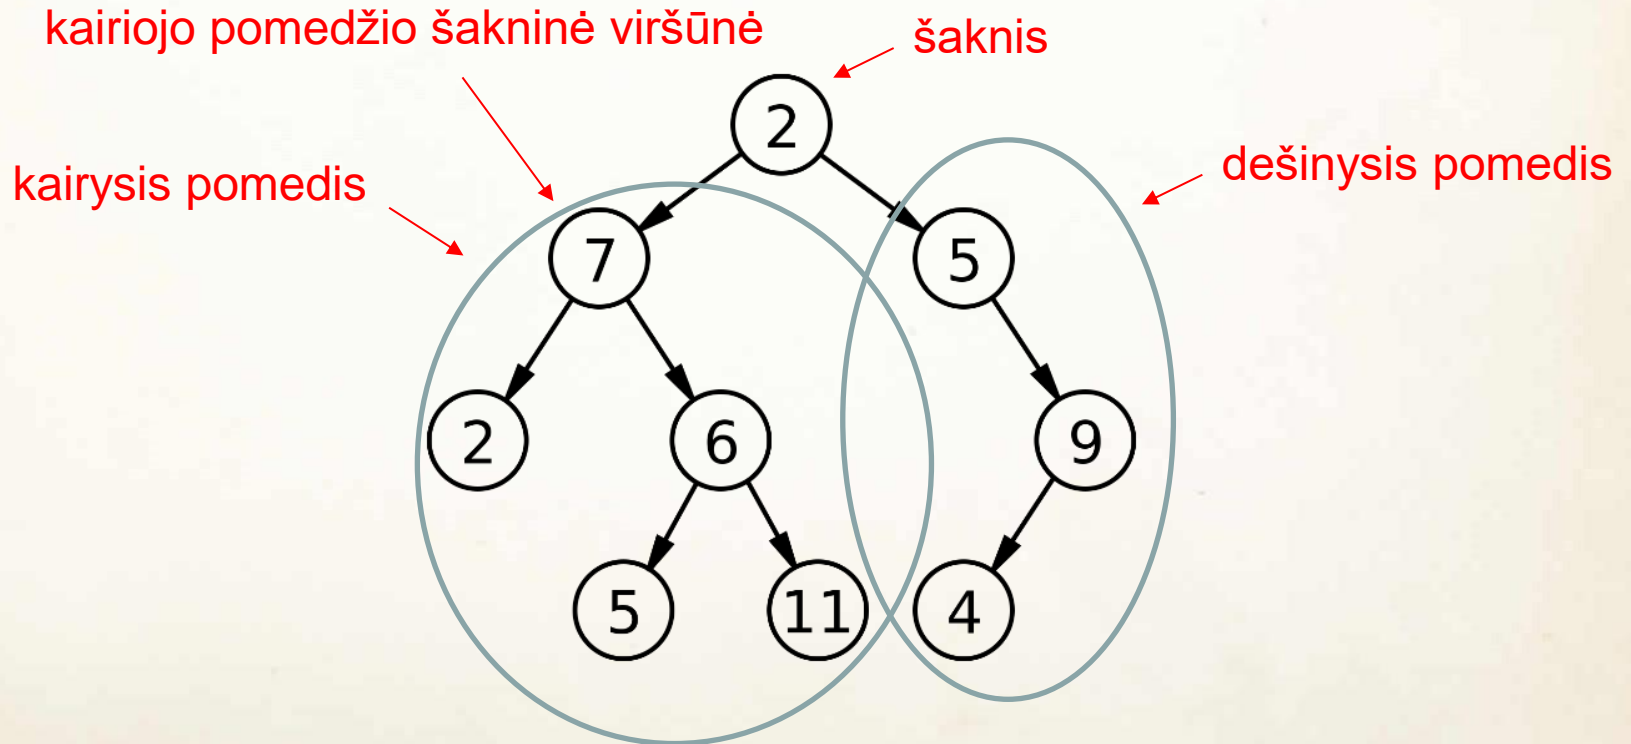 kairiojo pomedžio šakninė viršūnė
šaknis
2
dešinysis pomedis
kairysis pomedis
7
5
2
6
9
5
11
4